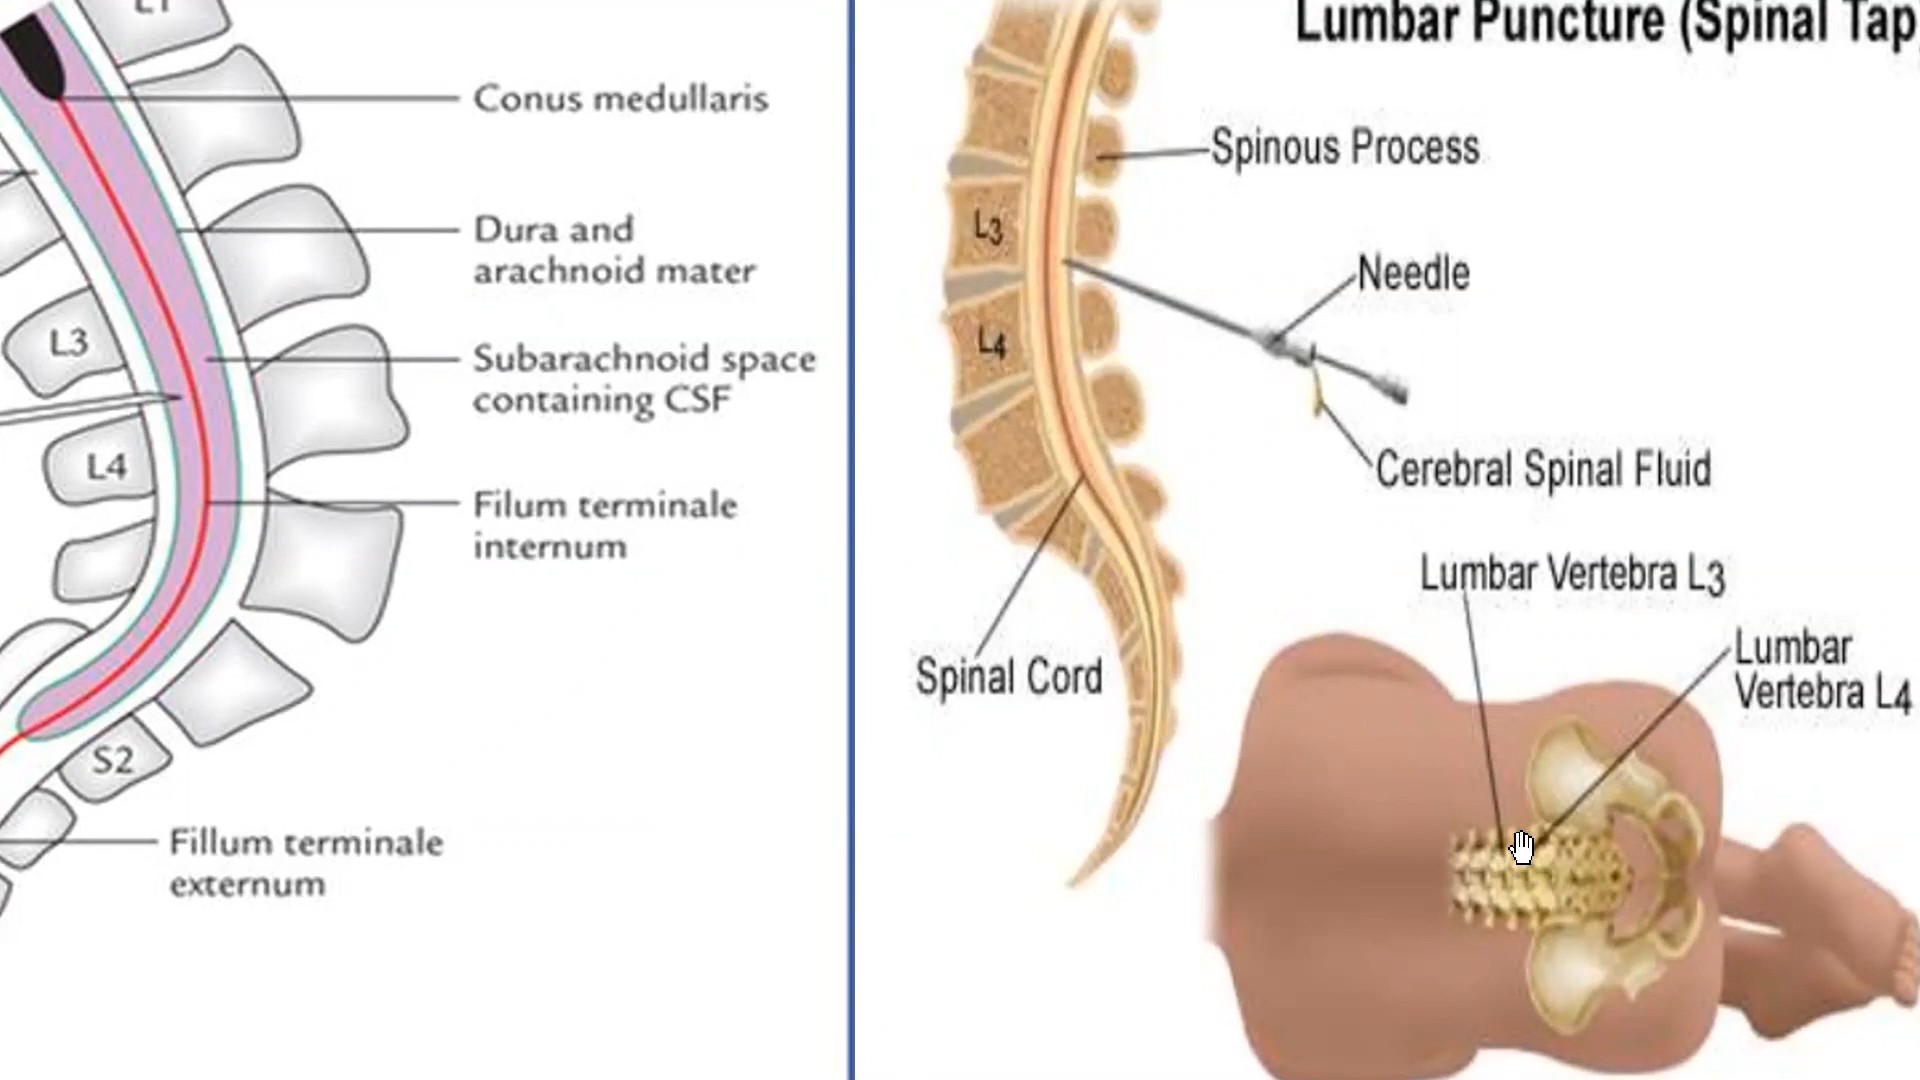 L1
Conus medullaris
Dura and
arachnoid mater
L3
Subarachnoid space
containing CSF
L4
Filum terminale
internum
S2
Fillum terminale
externum
Lumbar Puncture (Spinal Tap
Spinous Process
L3
Needle
L4
Cerebral Spinal Fluid
Lumbar Vertebra L3
Spinal Cord
Lumbar
Vertebra L4